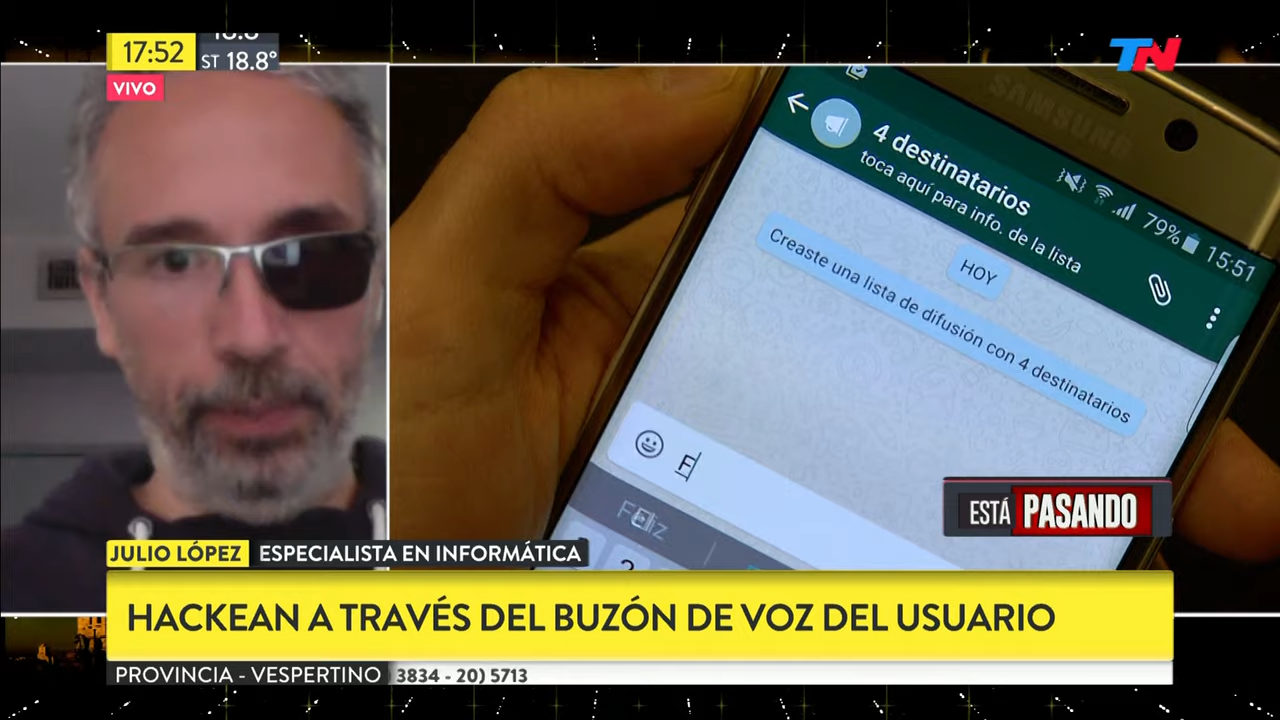 17:52
ST 18.8°
VIVO
TN
SAMSUNG
4 destinatarios
toca aquí para info. de la lista
79%
15:51
HOY
Creaste una lista de difusión con 4 destinatarios
F
Feliz
ESTÁ PASANDO
JULIO LÓPEZ ESPECIALISTA EN INFORMÁTICA
HACKEAN A TRAVÉS DEL BUZÓN DE VOZ DEL USUARIO
PROVINCIA - VESPERTINO 3834 - 20) 5713